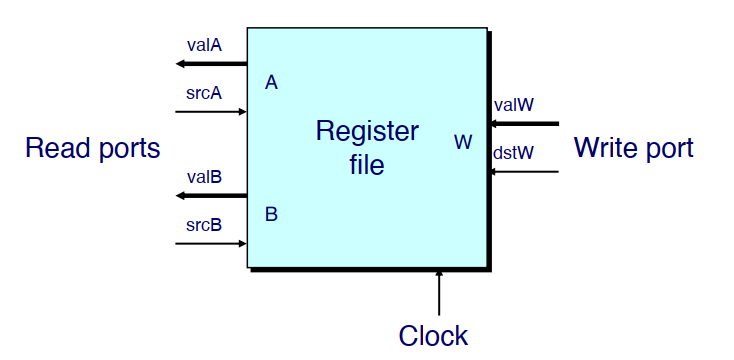 valA
A
srcA
Read ports
valB
B
srcB
Register
file
W
valW
dstW
Write port
Clock